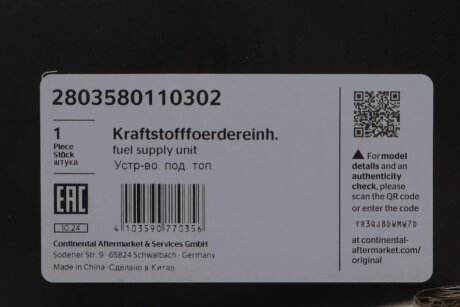 2803580110302
1
Piece
Stück
штука
Kraftstofffoerdereinh.
fuel supply unit
Устр-во. под. топ
EAC
10.24
4 103590 770356
Continental Aftermarket & Services GmbH
Sodener Str. 9 · 65824 Schwalbach · Germany
Made in China · Сделано в Китае
For model
details and an
authenticity
check, please
scan the QR code
or enter the code
YR3QJ8DWMW7D
at continental-
aftermarket.com/
original